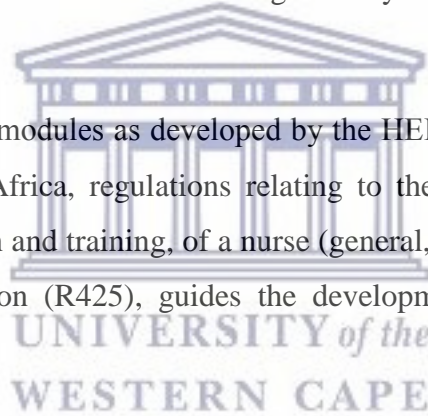 modules as developed by the HEI
Africa, regulations relating to the
and training, of a nurse (general,
on (R425), guides the developm
UNIVERSITY of the
WESTERN CAPE